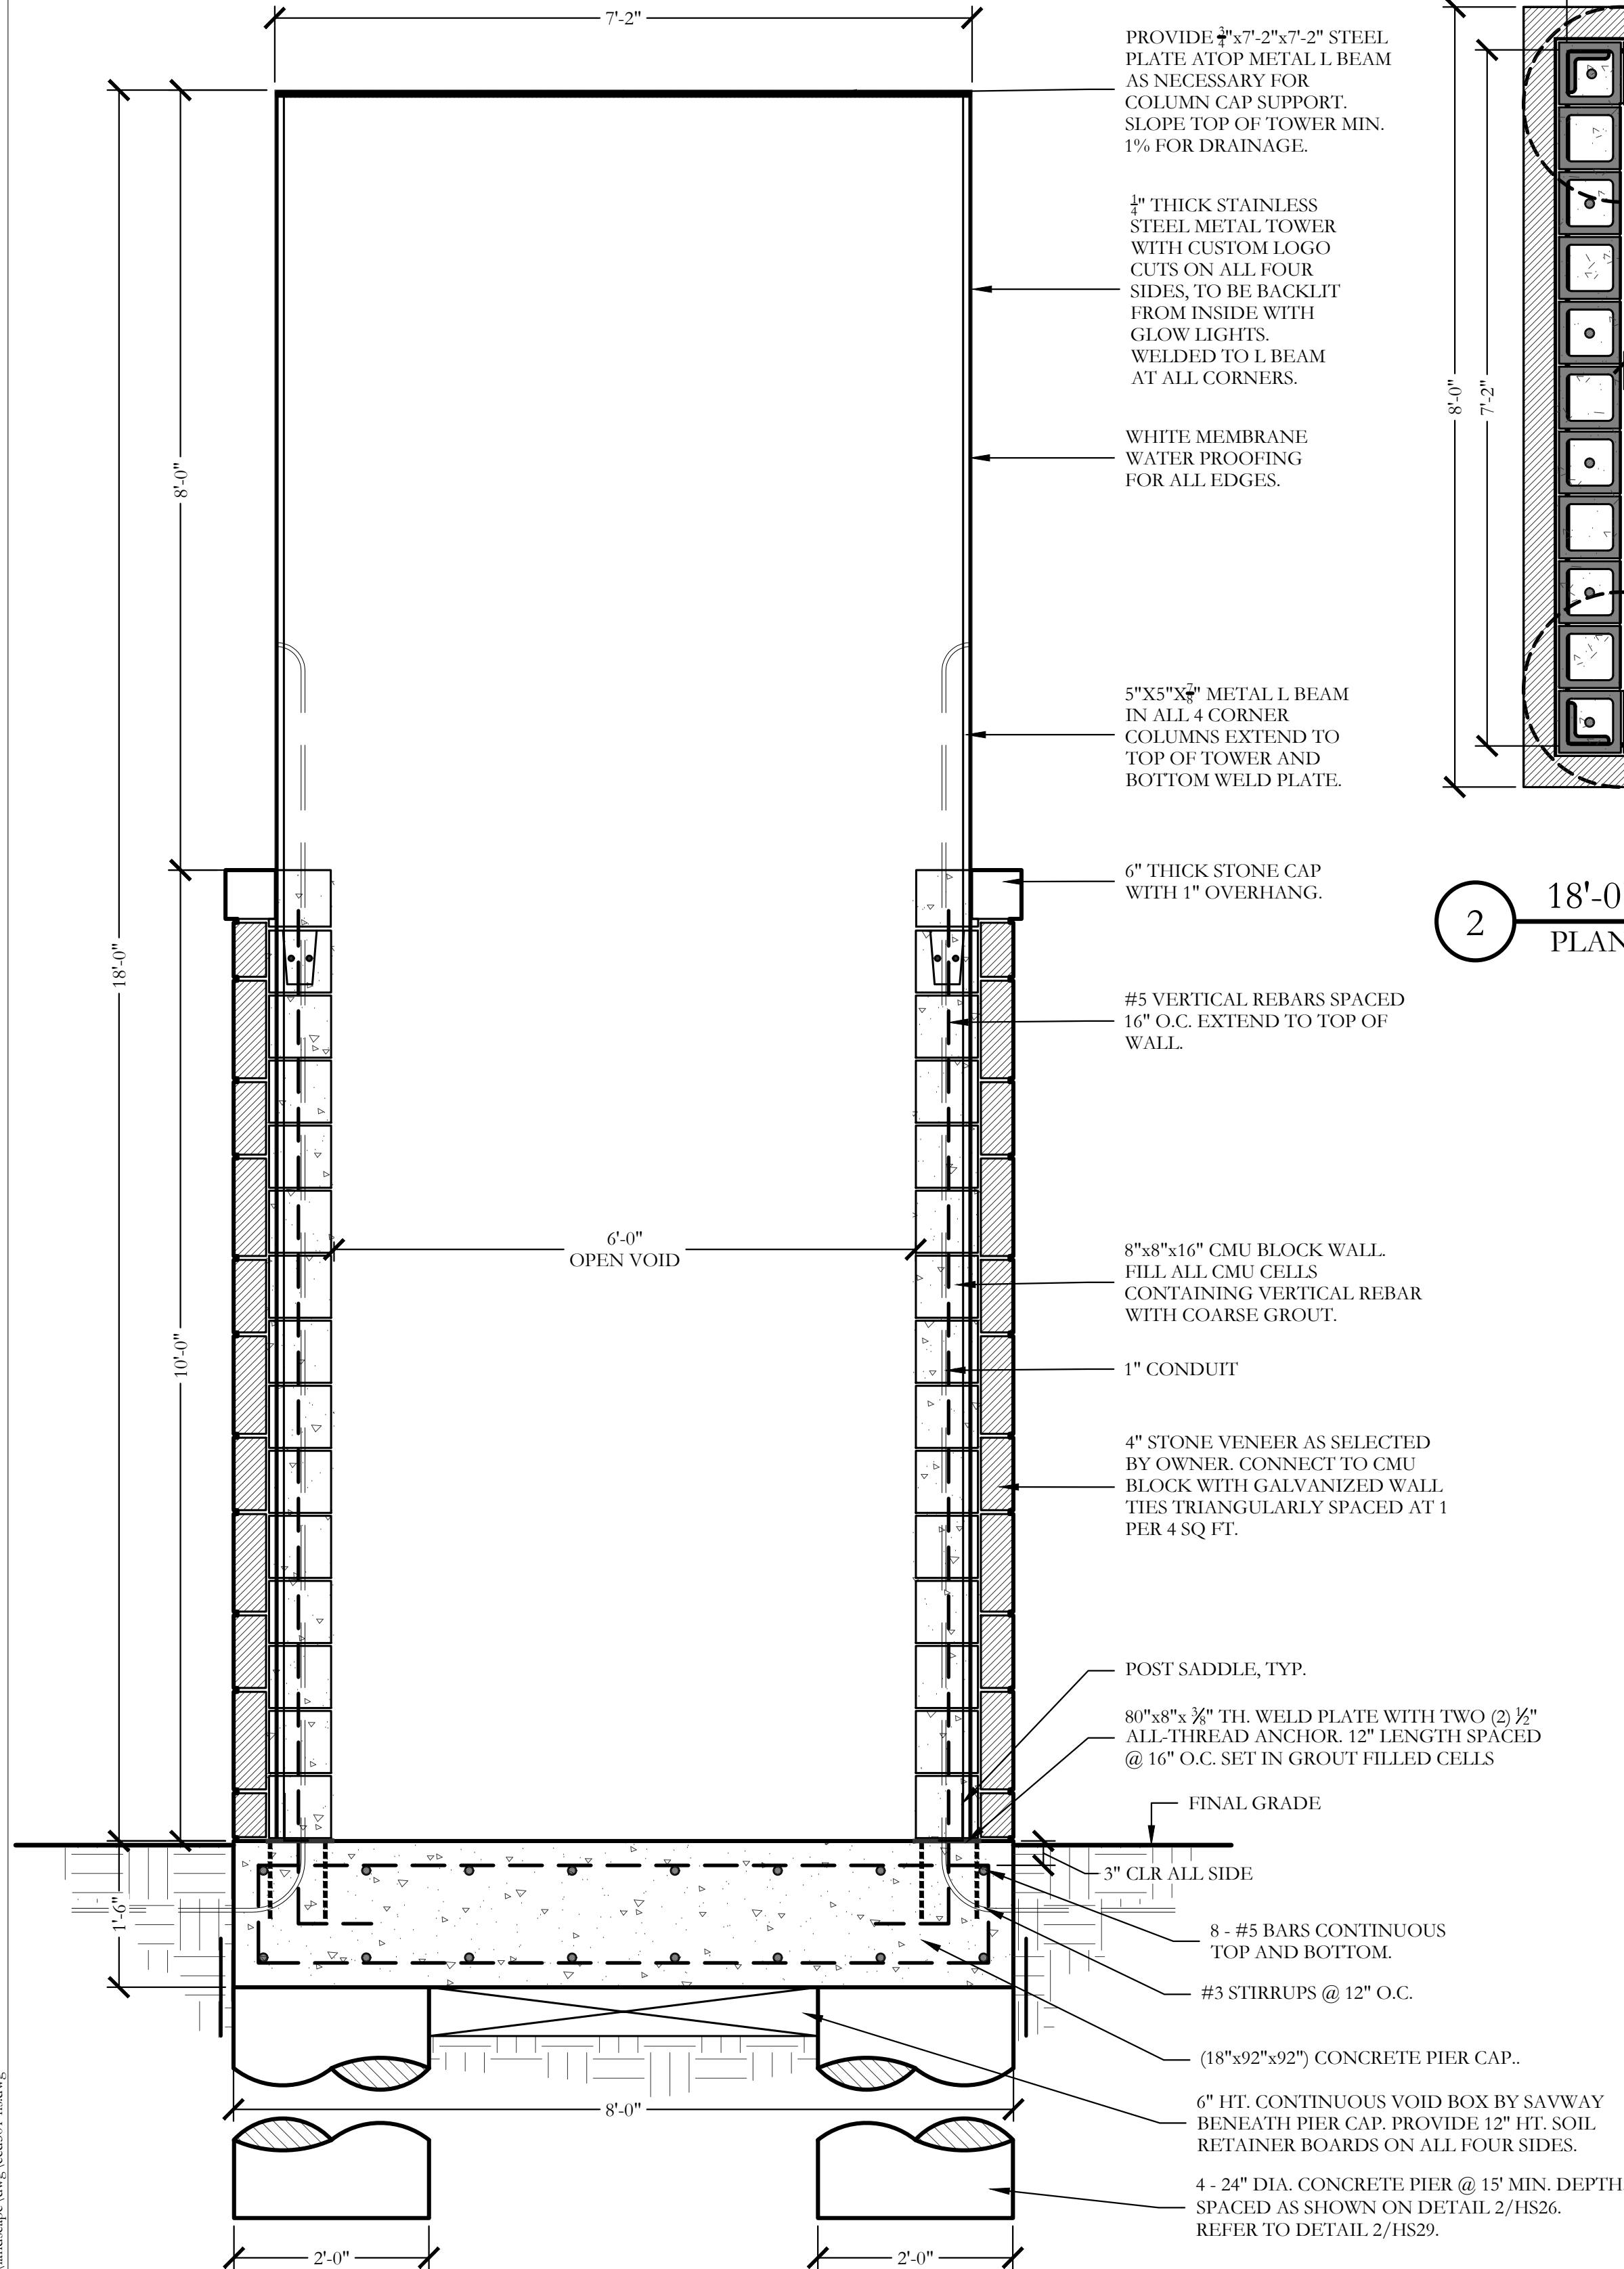 7'-2"
PROVIDE 3/4"x7'-2"x7'-2" STEEL
PLATE ATOP METAL L BEAM
AS NECESSARY FOR
COLUMN CAP SUPPORT.
SLOPE TOP OF TOWER MIN.
1% FOR DRAINAGE.
1/4" THICK STAINLESS
STEEL METAL TOWER
WITH CUSTOM LOGO
CUTS ON ALL FOUR
SIDES, TO BE BACKLIT
FROM INSIDE WITH
GLOW LIGHTS.
WELDED TO L BEAM
AT ALL CORNERS.
WHITE MEMBRANE
WATER PROOFING
FOR ALL EDGES.
5"X5"X7/8" METAL L BEAM
IN ALL 4 CORNER
COLUMNS EXTEND TO
TOP OF TOWER AND
BOTTOM WELD PLATE.
6" THICK STONE CAP
WITH 1" OVERHANG.
#5 VERTICAL REBARS SPACED
16" O.C. EXTEND TO TOP OF
WALL.
8"x8"x16" CMU BLOCK WALL.
FILL ALL CMU CELLS
CONTAINING VERTICAL REBAR
WITH COARSE GROUT.
1" CONDUIT
4" STONE VENEER AS SELECTED
BY OWNER. CONNECT TO CMU
BLOCK WITH GALVANIZED WALL
TIES TRIANGULARLY SPACED AT 1
PER 4 SQ FT.
POST SADDLE, TYP.
80"x8"x 3/8" TH. WELD PLATE WITH TWO (2) 1/2"
ALL-THREAD ANCHOR. 12" LENGTH SPACED
@ 16" O.C. SET IN GROUT FILLED CELLS
FINAL GRADE
3" CLR ALL SIDE
8 - #5 BARS CONTINUOUS
TOP AND BOTTOM.
#3 STIRRUPS @ 12" O.C.
(18"x92"x92") CONCRETE PIER CAP..
6" HT. CONTINUOUS VOID BOX BY SAVWAY
BENEATH PIER CAP. PROVIDE 12" HT. SOIL
RETAINER BOARDS ON ALL FOUR SIDES.
4 - 24" DIA. CONCRETE PIER @ 15' MIN. DEPTH
SPACED AS SHOWN ON DETAIL 2/HS26.
REFER TO DETAIL 2/HS29.
8'-0"
18'-0"
10'-0"
1'-6"
6'-0"
OPEN VOID
8'-0"
2'-0"
2'-0"
8'-0"
7'-2"
2
18'-0
PLAN